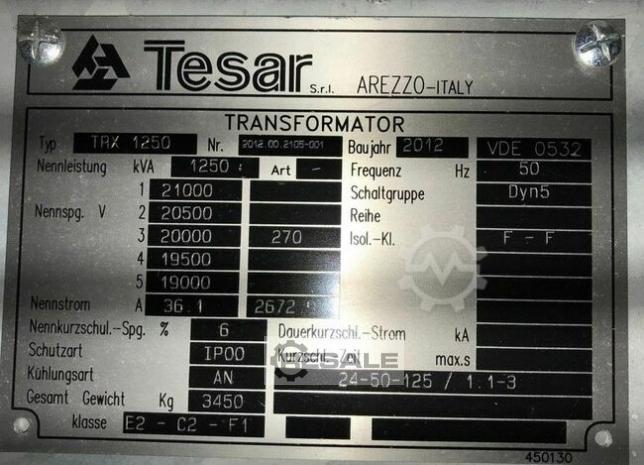 Tesar S.r.l. AREZZO-ITALY
TRANSFORMATOR
Typ TRX 1250 Nr. 2012.00.2105-001 Baujahr 2012 VDE 0532
Nennleistung kVA 1250 Art - Frequenz Hz 50
1 21000 Schaltgruppe Dyn5
Nennspg. V 2 20500 Reihe
3 20000 270 Isol.-Kl. F - F
4 19500
5 19000
Nennstrom A 36.1 2672
Nennkurzschul.-Spg. % 6 Dauerkurzschl.-Strom kA
Schutzart IP00 Kurzschl. max.s
RESALE
Kühlungsart AN 24-50-125 / 1.1-3
Gesamt Gewicht Kg 3450
klasse E2 - C2 - F1
450130